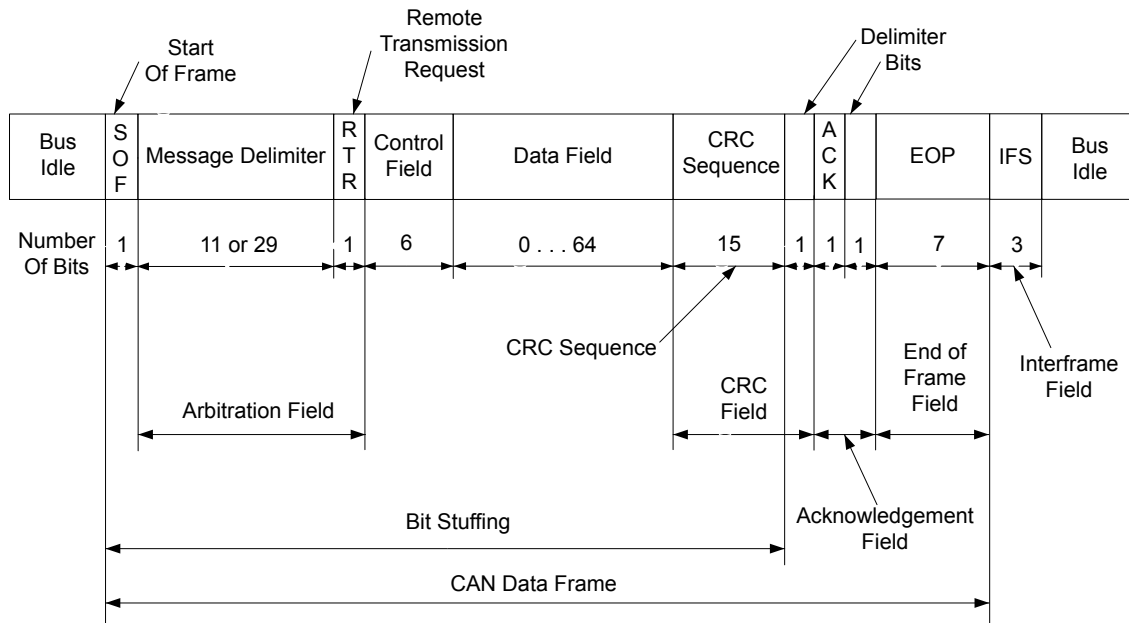 Start
Of Frame
Remote
Transmission
Request
Delimiter
Bits
Bus
Idle
S
O
F
Message Delimiter
R
T
R
Control
Field
Data Field
CRC
Sequence
A
C
K
EOP
IFS
Bus
Idle
Number
Of Bits
1
11 or 29
1
6
0 . . . 64
15
1
1
1
7
3
CRC Sequence
End of
Frame
Field
Interframe
Field
Arbitration Field
CRC
Field
Bit Stuffing
Acknowledgement
Field
CAN Data Frame